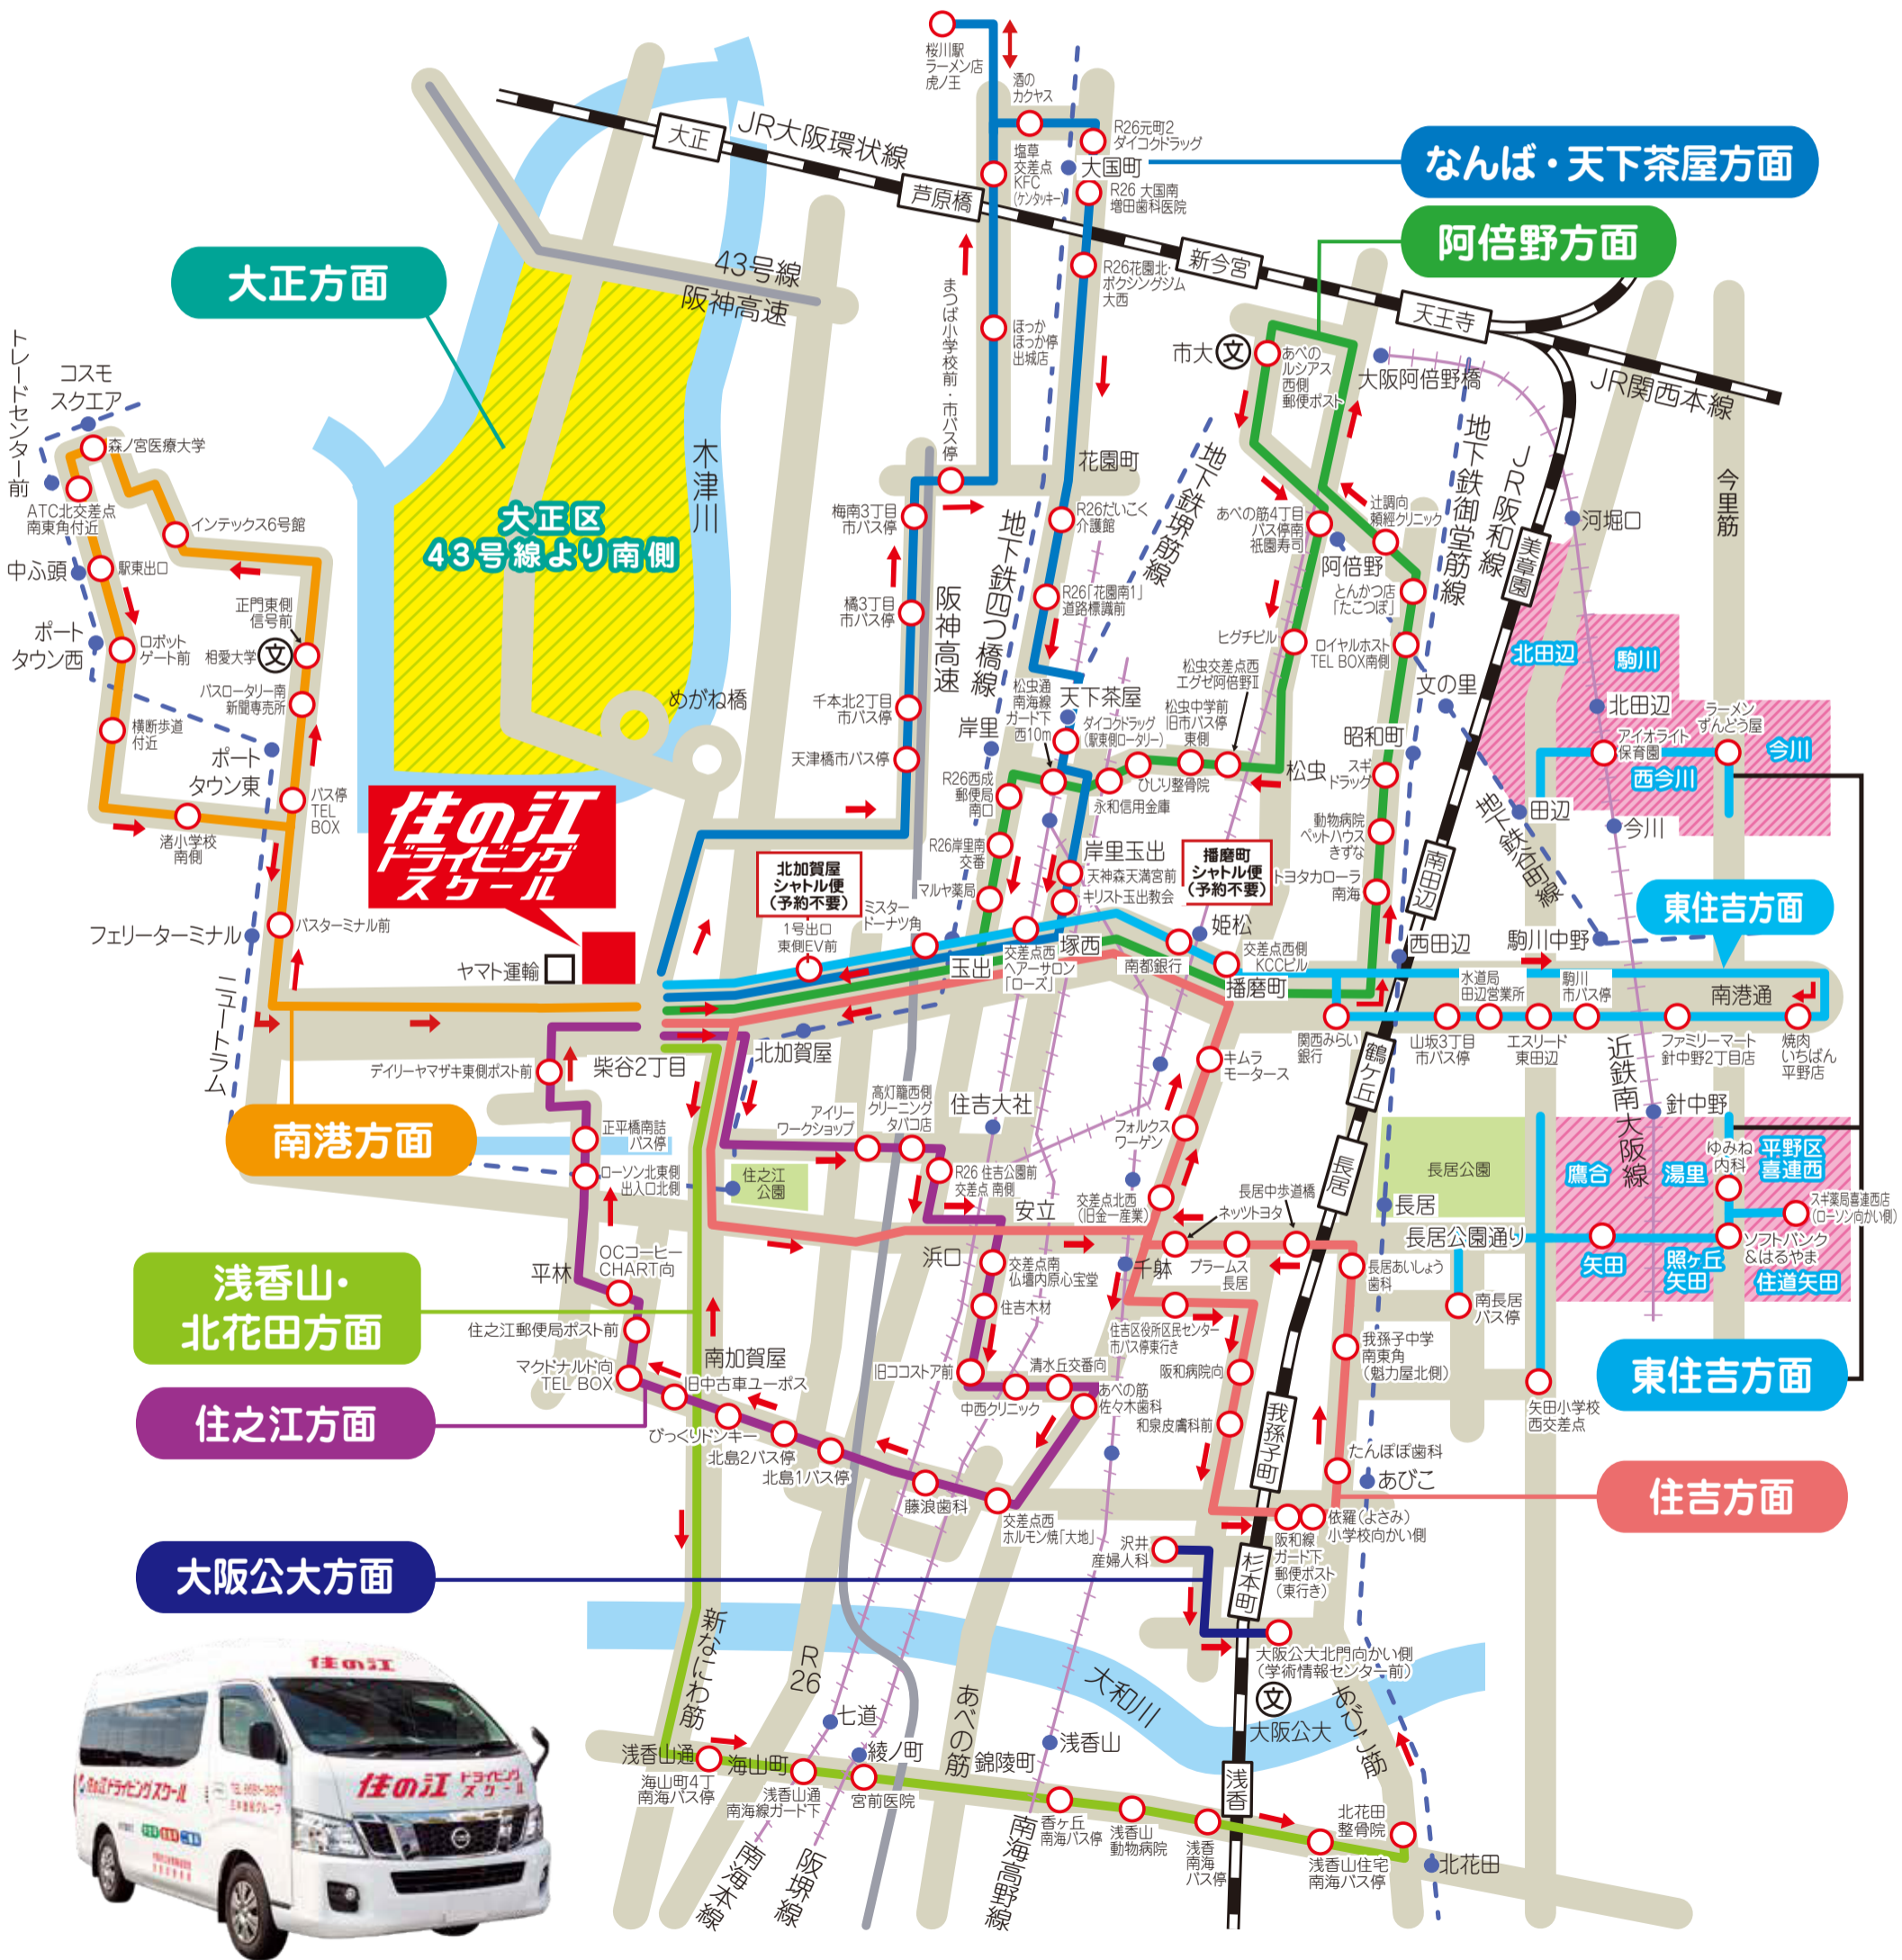 桜川駅
ラーメン店
虎ノ王
酒の
カクヤス
R26元町2
ダイコクドラッグ
大正
JR大阪環状線
芦原橋
塩草
交差点
KFC
(ケンタッキー)
大国町
R26 大国南
増田歯科医院
なんば・天下茶屋方面
阿倍野方面
大正方面
43号線
阪神高速
新今宮
R26花園北・
ボクシングジム
大西
天王寺
JR関西本線
まつば小学校前・市バス停
ほっか
ほっか停
出城店
市大
文
あべの
ルシアス
西側
郵便ポスト
大阪阿倍野橋
トレードセンター前
コスモ
スクエア
森ノ宮医療大学
ATC北交差点
南東角付近
インテックス6号館
中ふ頭
駅東出口
正門東側
信号前
ポート
タウン西
ロボット
ゲート前
相愛大学
文
バスロータリー南
新聞専売所
横断歩道
付近
ポート
タウン東
バス停
TEL
BOX
渚小学校
南側
フェリーターミナル
バスターミナル前
ニュートラム
大正区
43号線より南側
木津川
めがね橋
花園町
地下鉄堺筋線
地下鉄御堂筋線
JR阪和線
美章園
河堀口
今里筋
梅南3丁目
市バス停
橘3丁目
市バス停
阪神高速
地下鉄四つ橋線
R26だいこく
介護館
R26「花園南1」
道路標識前
千本北2丁目
市バス停
天津橋市バス停
あべの筋4丁目
バス停南
祇園寿司
辻調向
頼經クリニック
阿倍野
とんかつ店
「たこつぼ」
ヒグチビル
ロイヤルホスト
TEL BOX南側
文の里
松虫交差点西
エグゼ阿倍野Ⅱ
松虫中学前
旧市バス停
東側
松虫通
南海線
ガード下
西10m
天下茶屋
ダイコクドラッグ
(駅東側ロータリー)
岸里
R26西成
郵便局
南口
ひじり整骨院
永和信用金庫
松虫
昭和町
スギ
ドラッグ
動物病院
ペットハウス
きずな
トヨタカローラ
南海
南田辺
地下鉄谷町線
北田辺
駒川
北田辺
ラーメン
ずんどう屋
アイオライト
保育園
今川
西今川
田辺
今川
住の江
ドライビング
スクール
ヤマト運輸
北加賀屋
シャトル便
(予約不要)
1号出口
東側EV前
ミスター
ドーナツ角
R26岸里南
交番
マルヤ薬局
岸里玉出
天神森天満宮前
キリスト玉出教会
播磨町
シャトル便
(予約不要)
姫松
交差点西側
KCCビル
播磨町
玉出
交差点西
ヘアーサロン
「ローズ」
塚西
南都銀行
西田辺
駒川中野
東住吉方面
南港通
関西みらい
銀行
山坂3丁目
市バス停
水道局
田辺営業所
エスリード
東田辺
駒川
市バス停
ファミリーマート
針中野2丁目店
焼肉
いちばん
平野店
鶴ケ丘
近鉄南大阪線
針中野
南港方面
デイリーヤマザキ東側ポスト前
柴谷2丁目
北加賀屋
正平橋南詰
バス停
ローソン北東側
出入口北側
アイリー
ワークショップ
高灯籠西側
クリーニング
タバコ店
住吉大社
住之江
公園
R26 住吉公園前
交差点 南側
キムラ
モータース
フォルクス
ワーゲン
交差点北西
(旧金一産業)
長居中歩道橋
ネッツトヨタ
長居
長居公園
長居
長居公園通り
鷹合
湯里
ゆみね
内科
平野区
喜連西
スギ薬局喜連西店
(ローソン向かい側)
矢田
照ヶ丘
矢田
ソフトバンク
&はるやま
住道矢田
安立
浜口
交差点南
仏壇内原心宝堂
千躰
プラームス
長居
長居あいしょう
歯科
南長居
バス停
浅香山・
北花田方面
平林
OCコーヒー
CHART向
住之江郵便局ポスト前
マクドナルド向
TEL BOX
南加賀屋
旧中古車ユーポス
びっくりドンキー
北島2バス停
北島1バス停
住之江方面
住吉木材
旧ココストア前
清水丘交番向
中西クリニック
あべの筋
佐々木歯科
住吉区役所区民センター
市バス停東行き
阪和病院向
和泉皮膚科前
我孫子中学
南東角
(魁力屋北側)
矢田小学校
西交差点
東住吉方面
藤浪歯科
交差点西
ホルモン焼「大地」
我孫子町
たんぽぽ歯科
あびこ
依羅(よさみ)
小学校向かい側
阪和線
ガード下
郵便ポスト
(東行き)
住吉方面
大阪公大方面
沢井
産婦人科
杉本町
大阪公大北門向かい側
(学術情報センター前)
文
大阪公大
大和川
あびこ筋
新なにわ筋
R26
七道
綾ノ町
あべの筋
錦陵町
浅香山
浅香
浅香山通
海山町4丁
南海バス停
海山町
浅香山通
南海線ガード下
宮前医院
香ヶ丘
南海バス停
浅香山
動物病院
浅香
南海
バス停
北花田
整骨院
浅香山住宅
南海バス停
北花田
南海本線
阪堺線
南海高野線
住の江
住の江ドライビングスクール
住の江 ドライビング
スクール